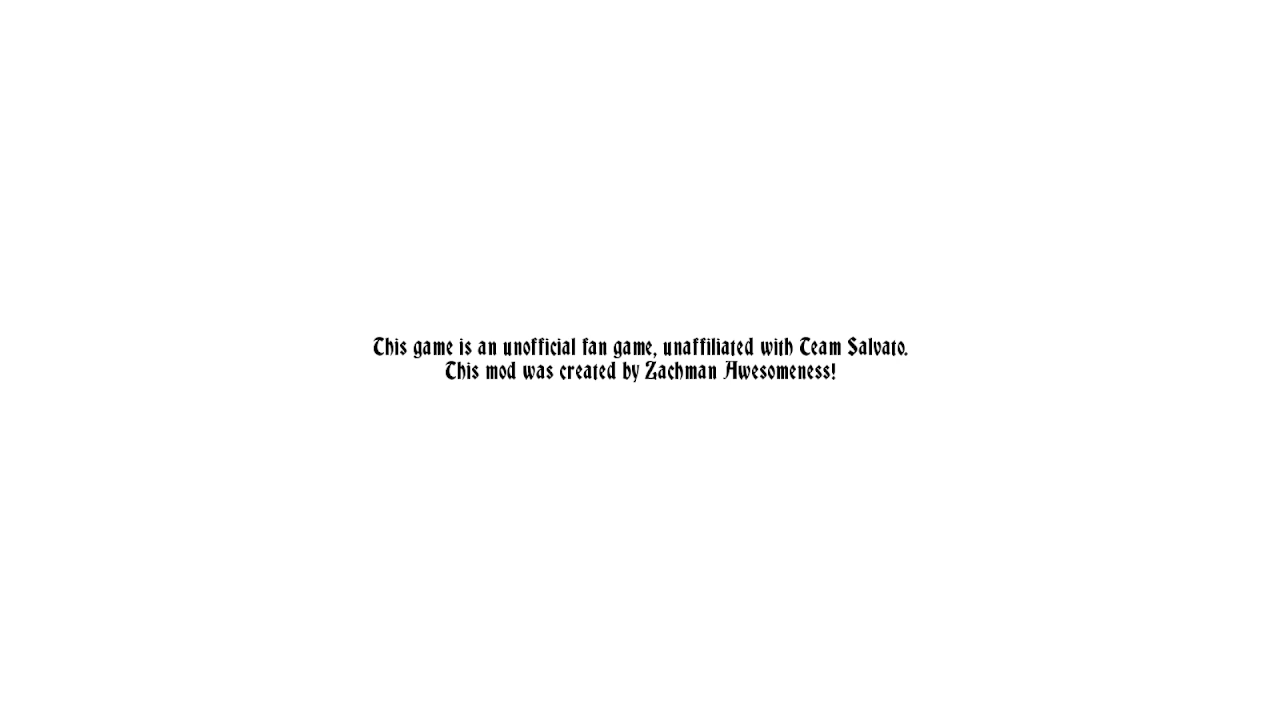 This game is an unofficial fan game, unaffiliated with Team Salvato.
This mod was created by Zachman Awesomeness!